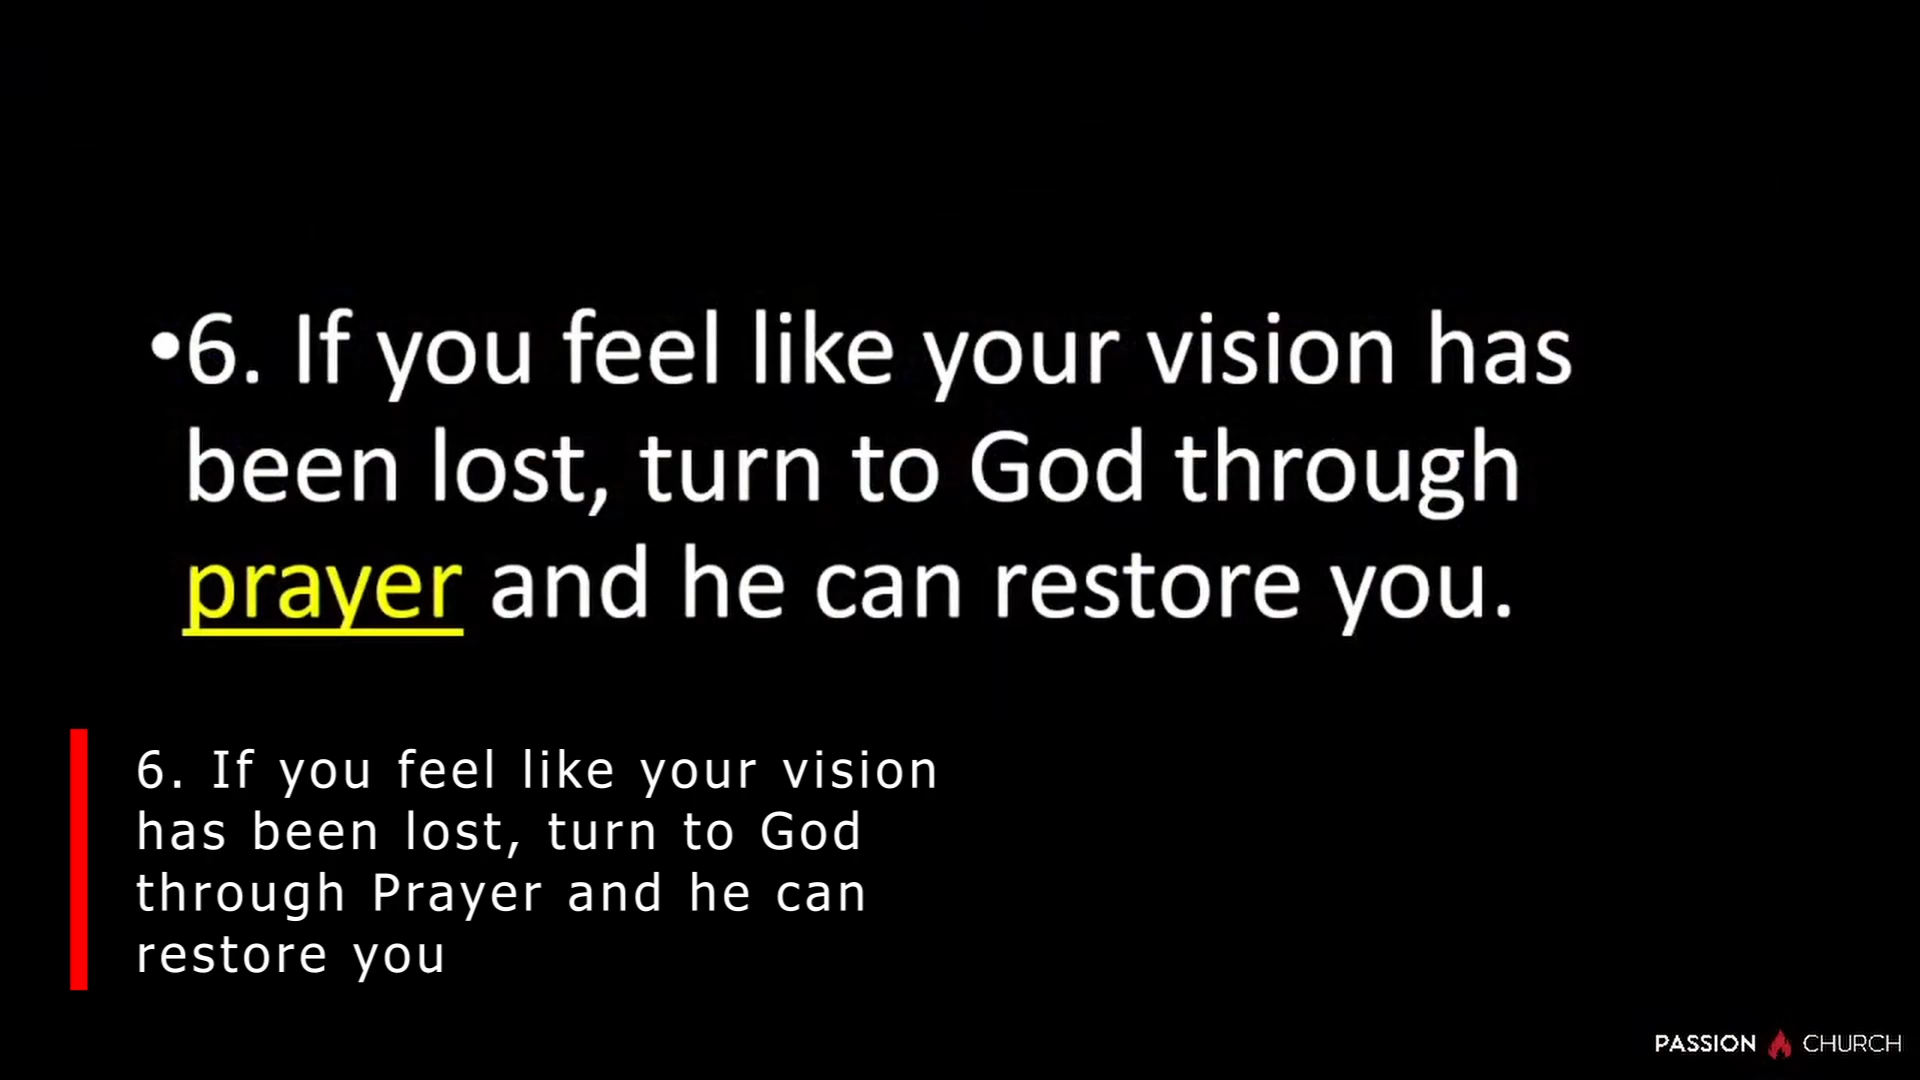 •6. If you feel like your vision has
been lost, turn to God through
prayer and he can restore you.
6. If you feel like your vision
has been lost, turn to God
through Prayer and he can
restore you
PASSION CHURCH